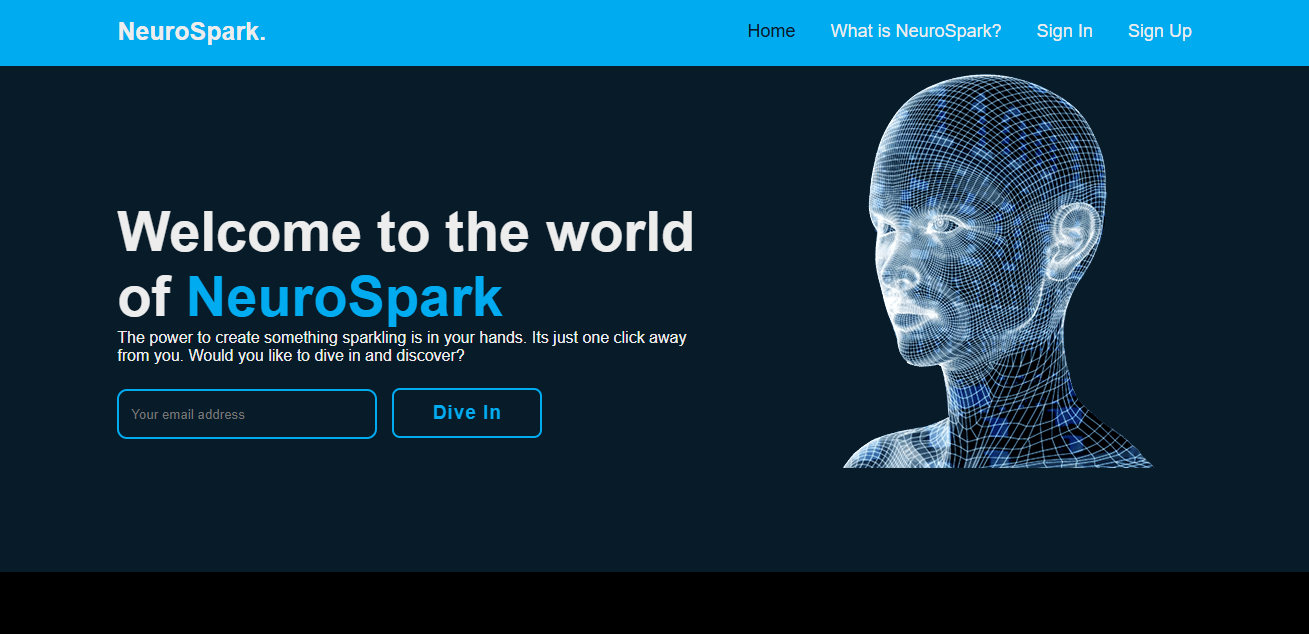 NeuroSpark.
Home
What is NeuroSpark?
Sign In
Sign Up
Welcome to the world
of NeuroSpark
The power to create something sparkling is in your hands. Its just one click away
from you. Would you like to dive in and discover?
Your email address
Dive In